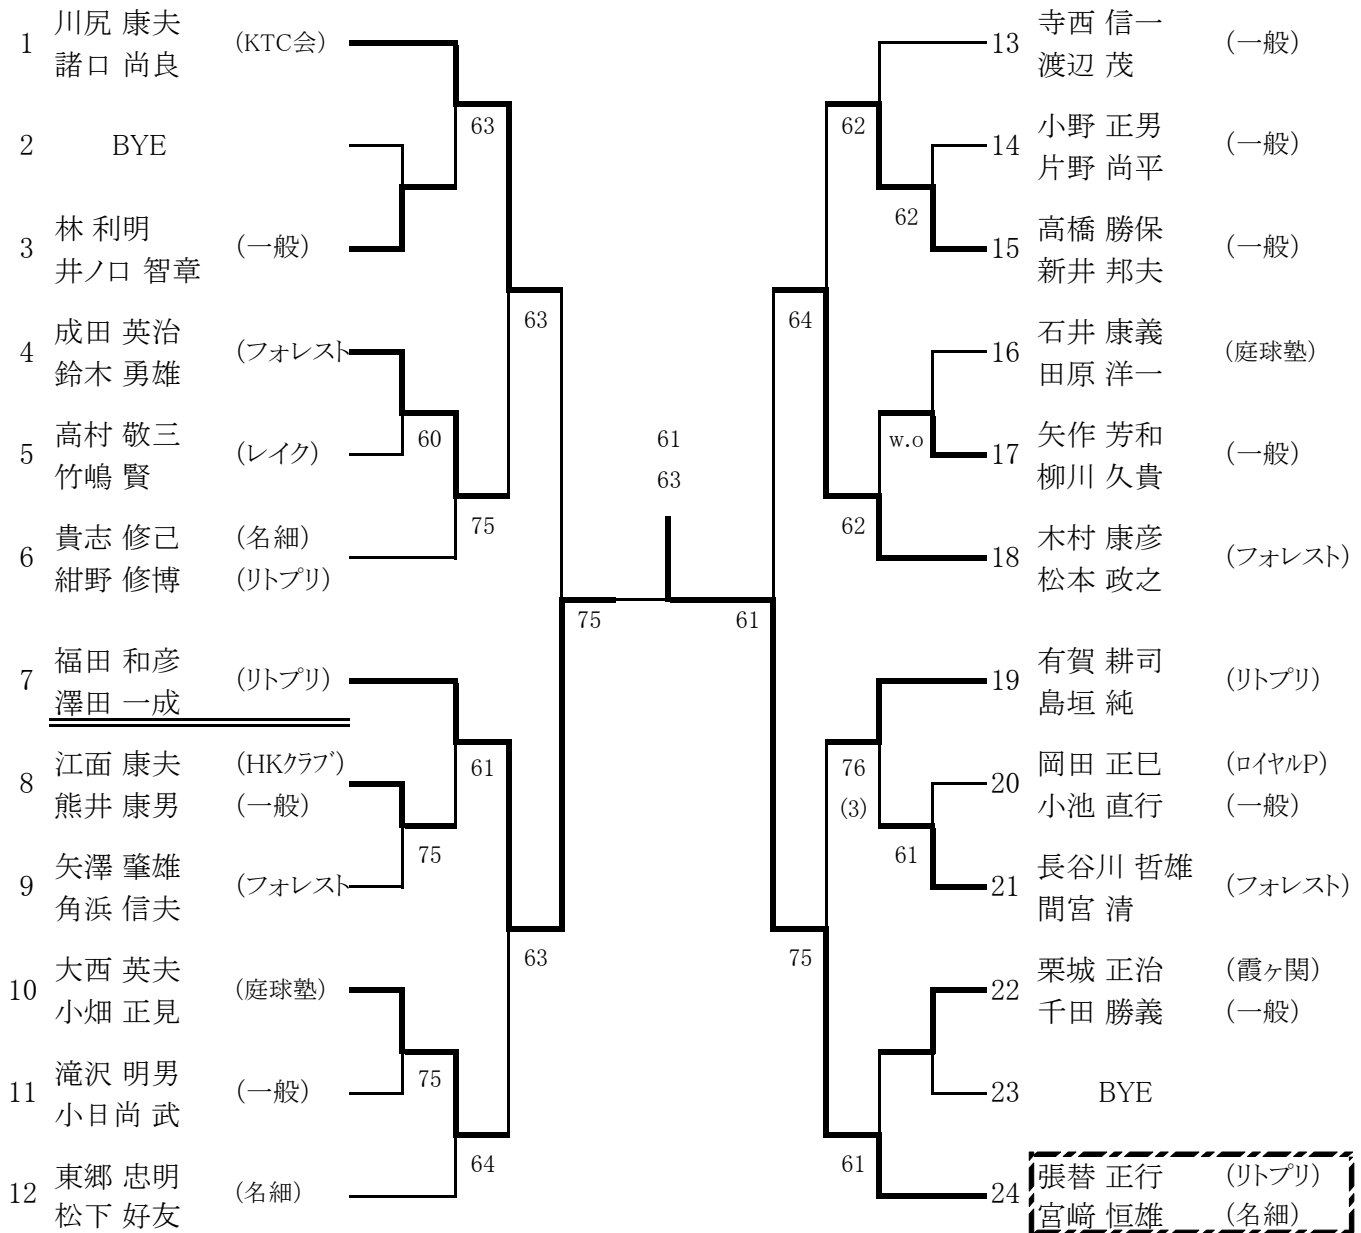 1 川尻 康夫 (KTC会)
諸口 尚良
63
2 BYE
3 林 利明 (一般)
井ノ口 智章
63
4 成田 英治 (フォレスト
鈴木 勇雄
60
5 高村 敬三 (レイク)
竹嶋 賢
75
6 貴志 修己 (名細)
紺野 修博 (リトプリ)
75
7 福田 和彦 (リトプリ)
澤田 一成
61
8 江面 康夫 (HKクラブ)
熊井 康男 (一般)
75
9 矢澤 肇雄 (フォレスト
角浜 信夫
63
10 大西 英夫 (庭球塾)
小畑 正見
75
11 滝沢 明男 (一般)
小日尚 武
64
12 東郷 忠明 (名細)
松下 好友
61
63
13 寺西 信一 (一般)
渡辺 茂
62
14 小野 正男 (一般)
片野 尚平
62
15 高橋 勝保 (一般)
新井 邦夫
64
16 石井 康義 (庭球塾)
田原 洋一
w.o
17 矢作 芳和 (一般)
柳川 久貴
62
18 木村 康彦 (フォレスト)
松本 政之
61
19 有賀 耕司 (リトプリ)
島垣 純
76
(3)
20 岡田 正巳 (ロイヤルP)
小池 直行 (一般)
61
21 長谷川 哲雄 (フォレスト)
間宮 清
75
22 栗城 正治 (霞ヶ関)
千田 勝義 (一般)
23 BYE
61
24 張替 正行 (リトプリ)
宮﨑 恒雄 (名細)